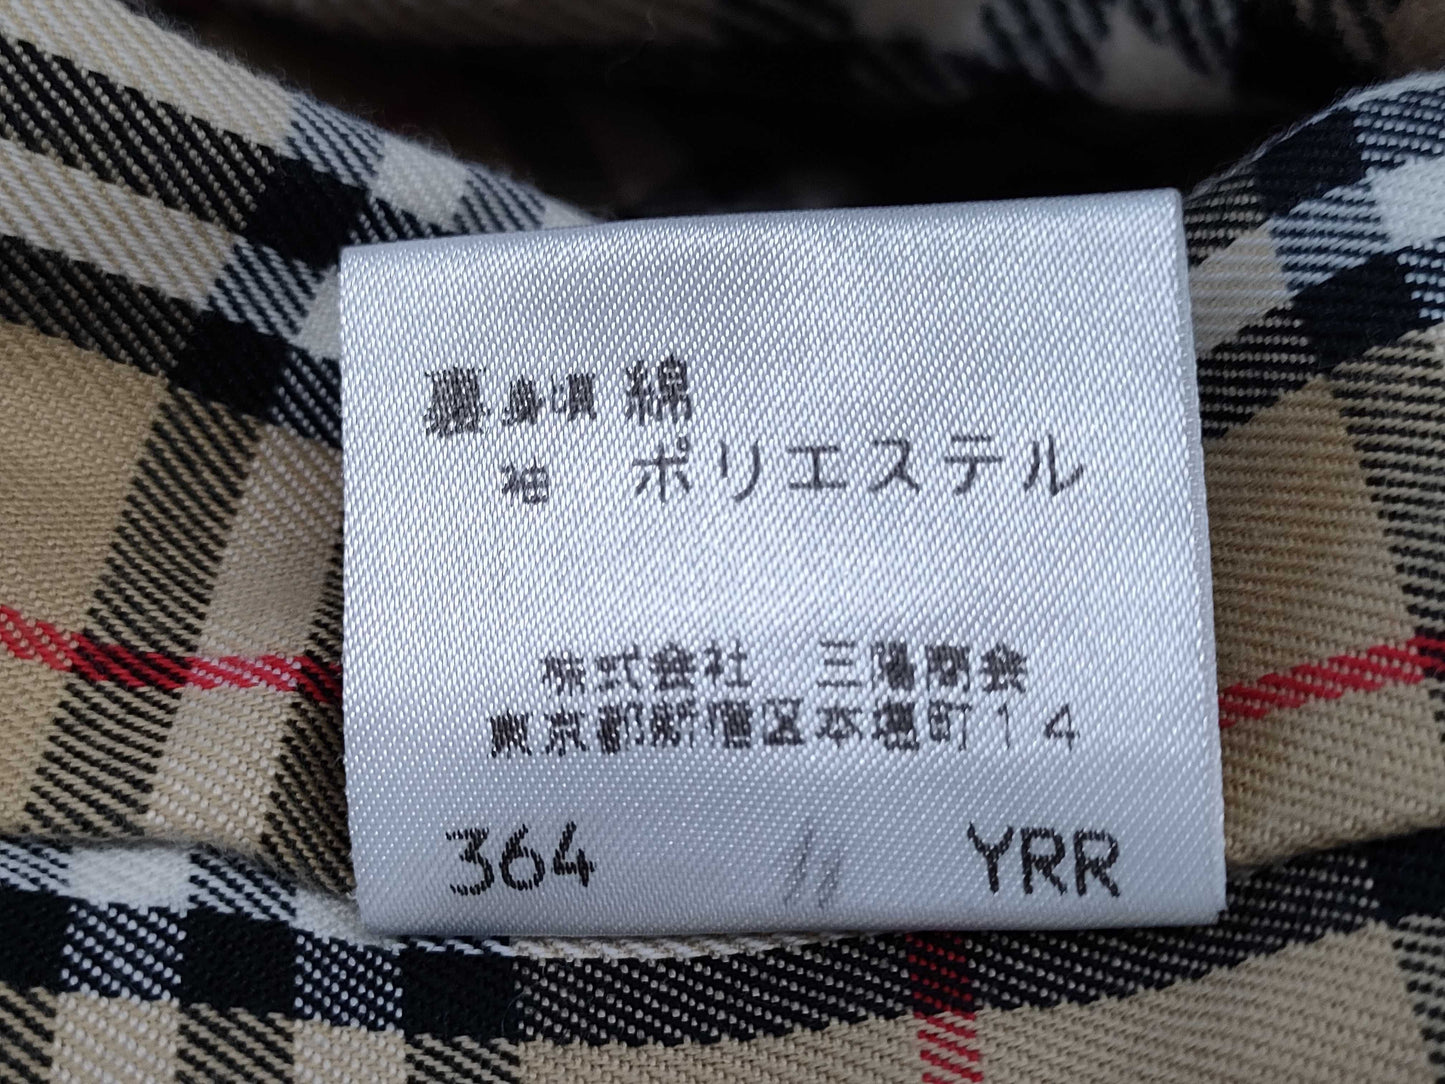 裏身頃 綿
袖 ポリエステル
株式会社 三陽商会
東京都新宿区本塩町14
364 YRR